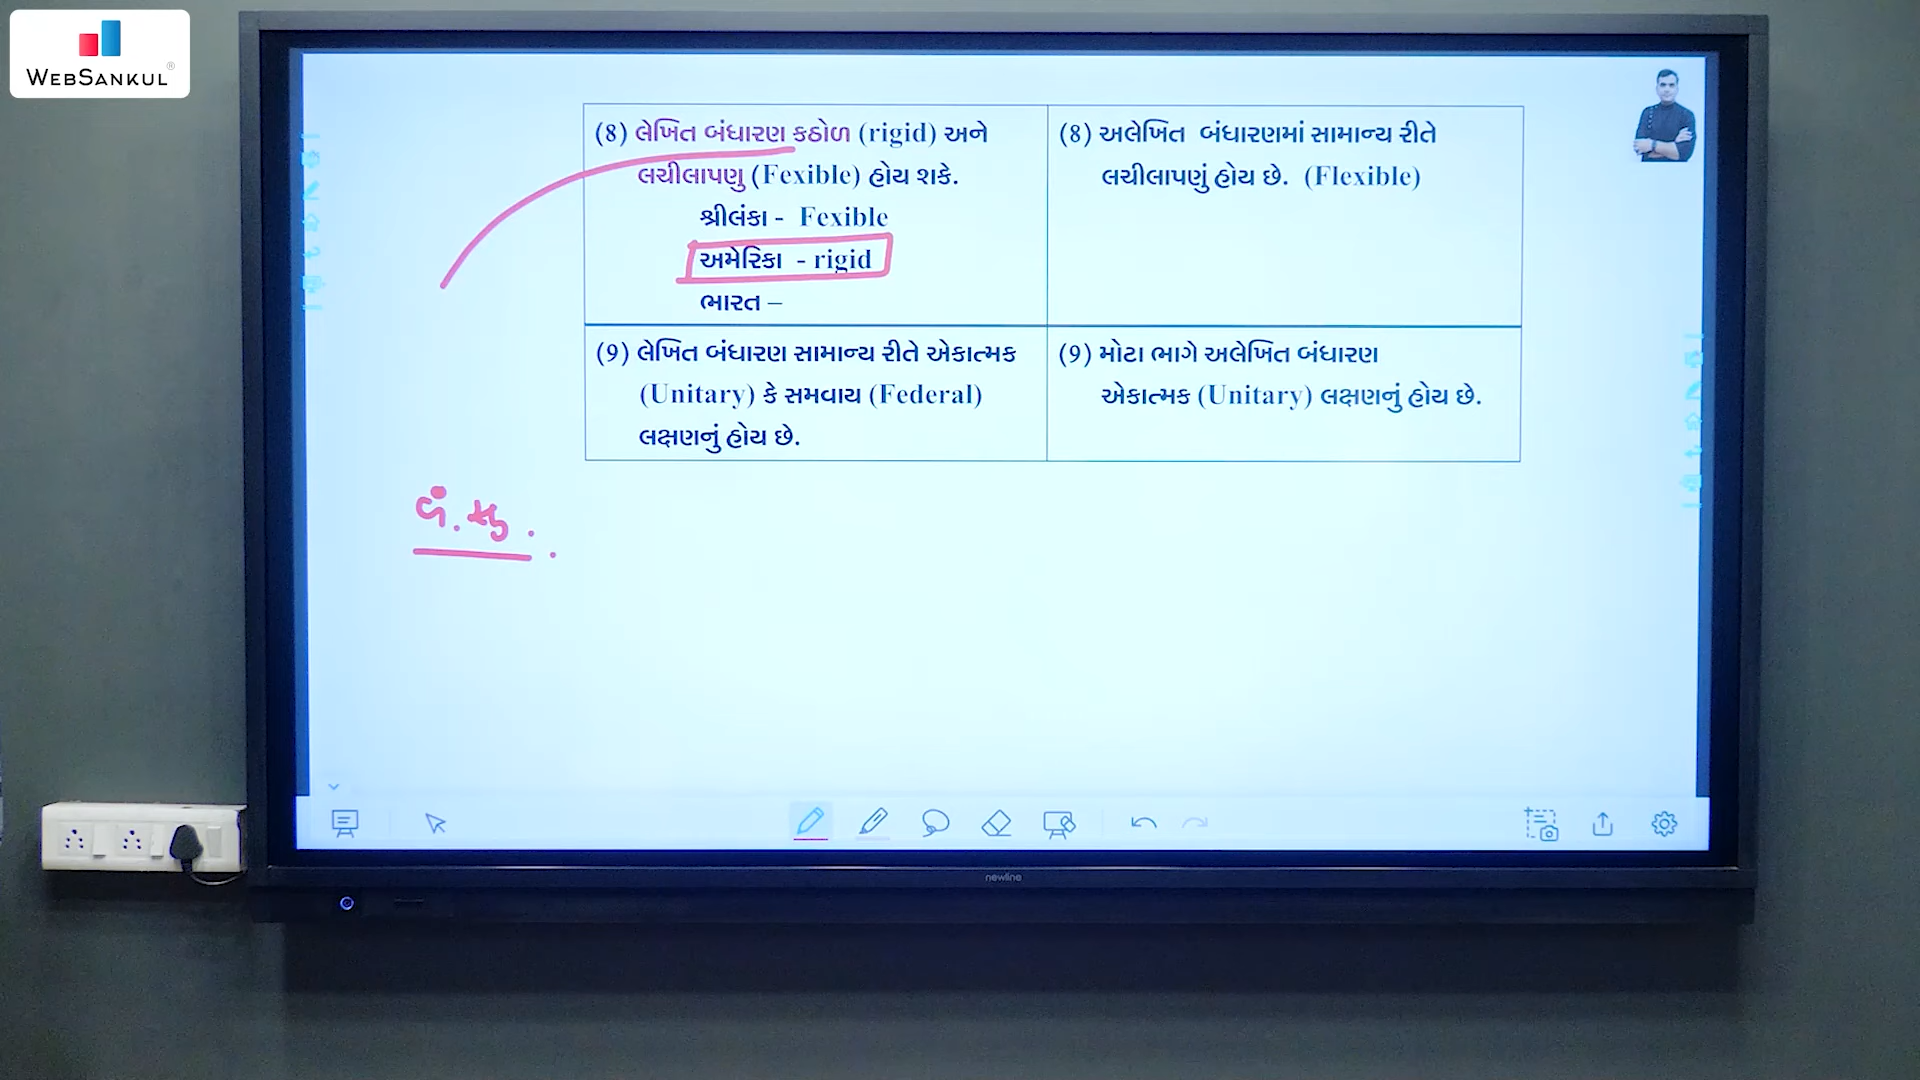 WEBSANKUL®
(8) લેખિત બંધારણ કઠોળ (rigid) અને
લચીલાપણુ (Fexible) હોય શકે.
શ્રીલંકા - Fexible
અમેરિકા - rigid
ભારત –
(8) અલેખિત બંધારણમાં સામાન્ય રીતે
લચીલાપણું હોય છે. (Flexible)
(9) લેખિત બંધારણ સામાન્ય રીતે એકાત્મક
(Unitary) કે સમવાય (Federal)
લક્ષણનું હોય છે.
(9) મોટા ભાગે અલેખિત બંધારણ
એકાત્મક (Unitary) લક્ષણનું હોય છે.
બં. સ્ક્રુ.
newline